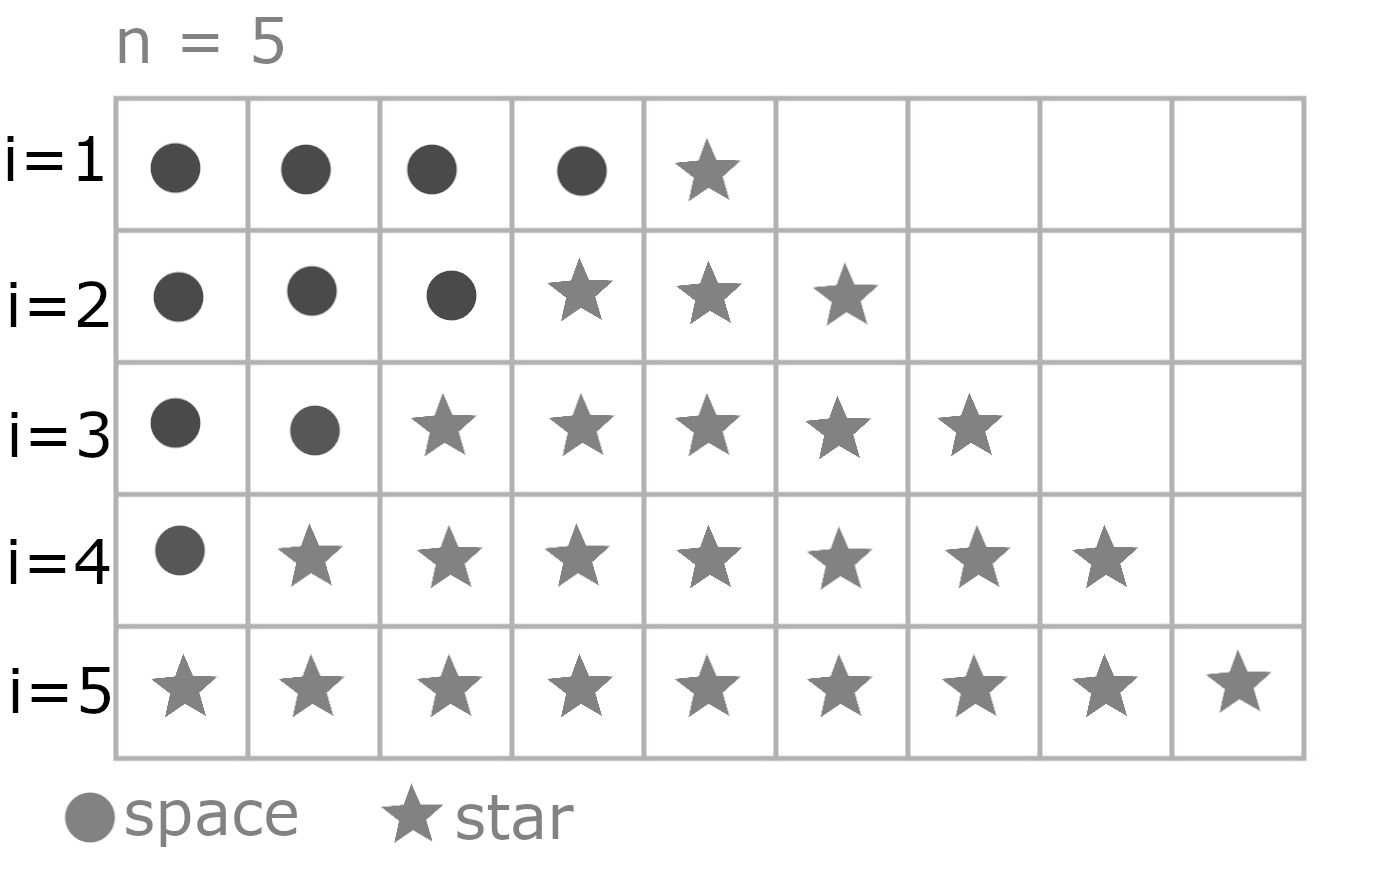 n = 5
i=1
i=2
i=3
i=4
i=5
space star